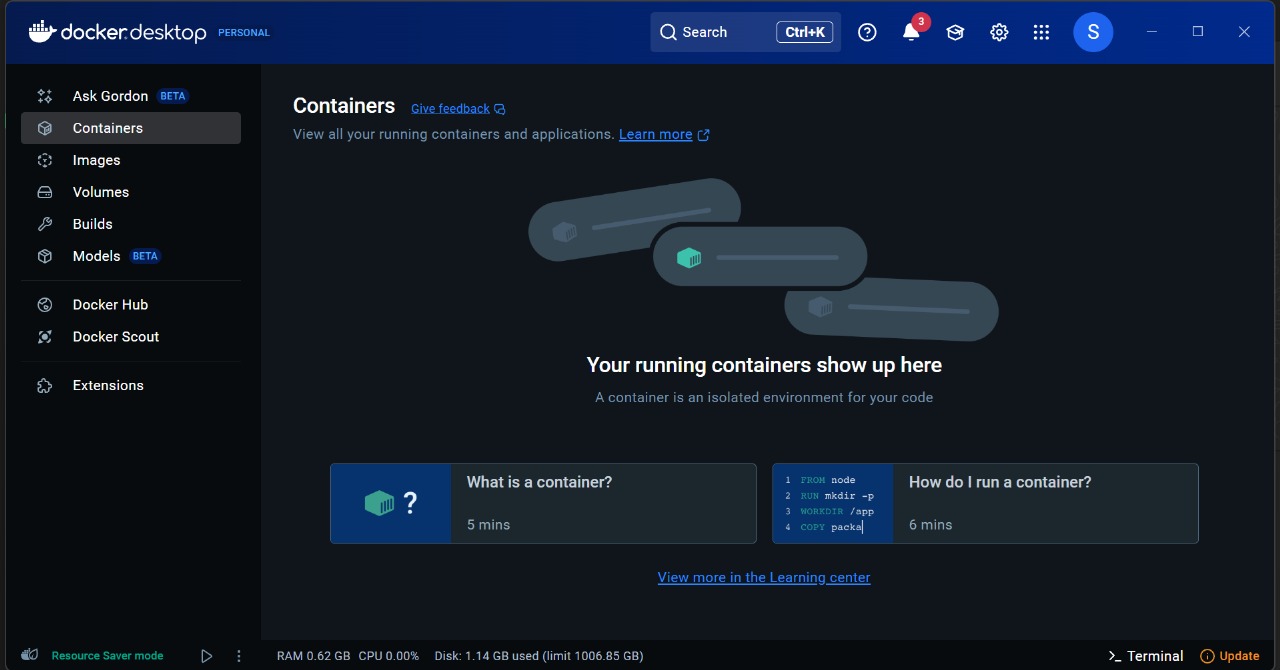 docker desktop PERSONAL
Search Ctrl+K
3
S
Ask Gordon BETA
Containers
Images
Volumes
Builds
Models BETA
Docker Hub
Docker Scout
Extensions
Containers Give feedback
View all your running containers and applications. Learn more
Your running containers show up here
A container is an isolated environment for your code
?
What is a container?
5 mins
1 FROM node
2 RUN mkdir -p
3 WORKDIR /app
4 COPY packa
How do I run a container?
6 mins
View more in the Learning center
Resource Saver mode
RAM 0.62 GB CPU 0.00% Disk: 1.14 GB used (limit 1006.85 GB)
>_ Terminal
Update